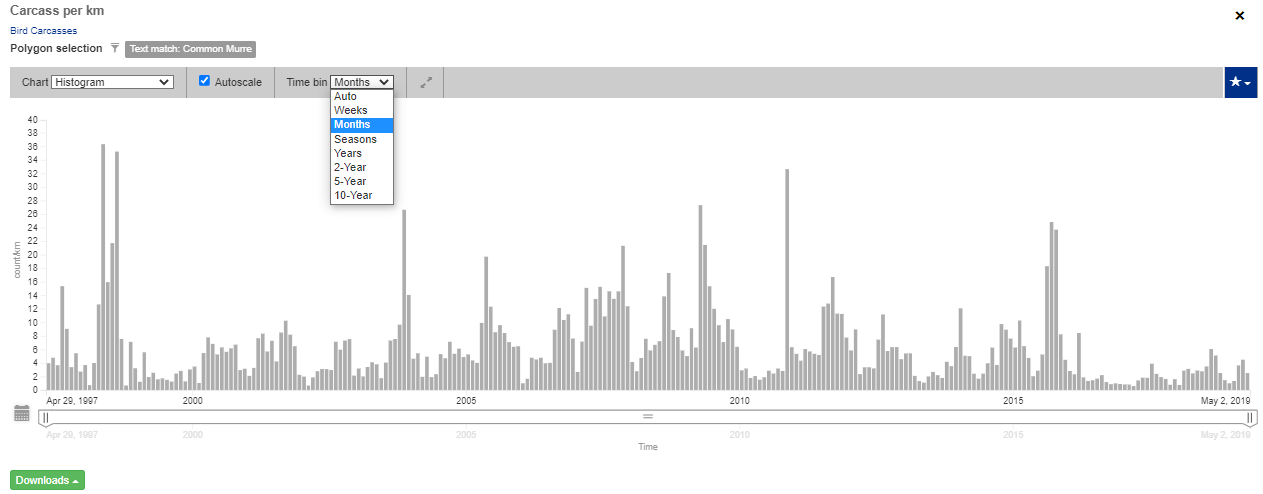 Carcass per km
×
Bird Carcasses
Polygon selection Text match: Common Murre
Chart Histogram Autoscale Time bin Months
Auto
Weeks
Months
Seasons
Years
2-Year
5-Year
10-Year
40
38
36
34
32
30
28
26
24
22
20
18
16
14
12
10
8
6
4
2
0
count/km
Apr 29, 1997 2000 2005 2010 2015 May 2, 2019
Apr 29, 1997 2000 2005 2010 2015 May 2, 2019
Time
Downloads